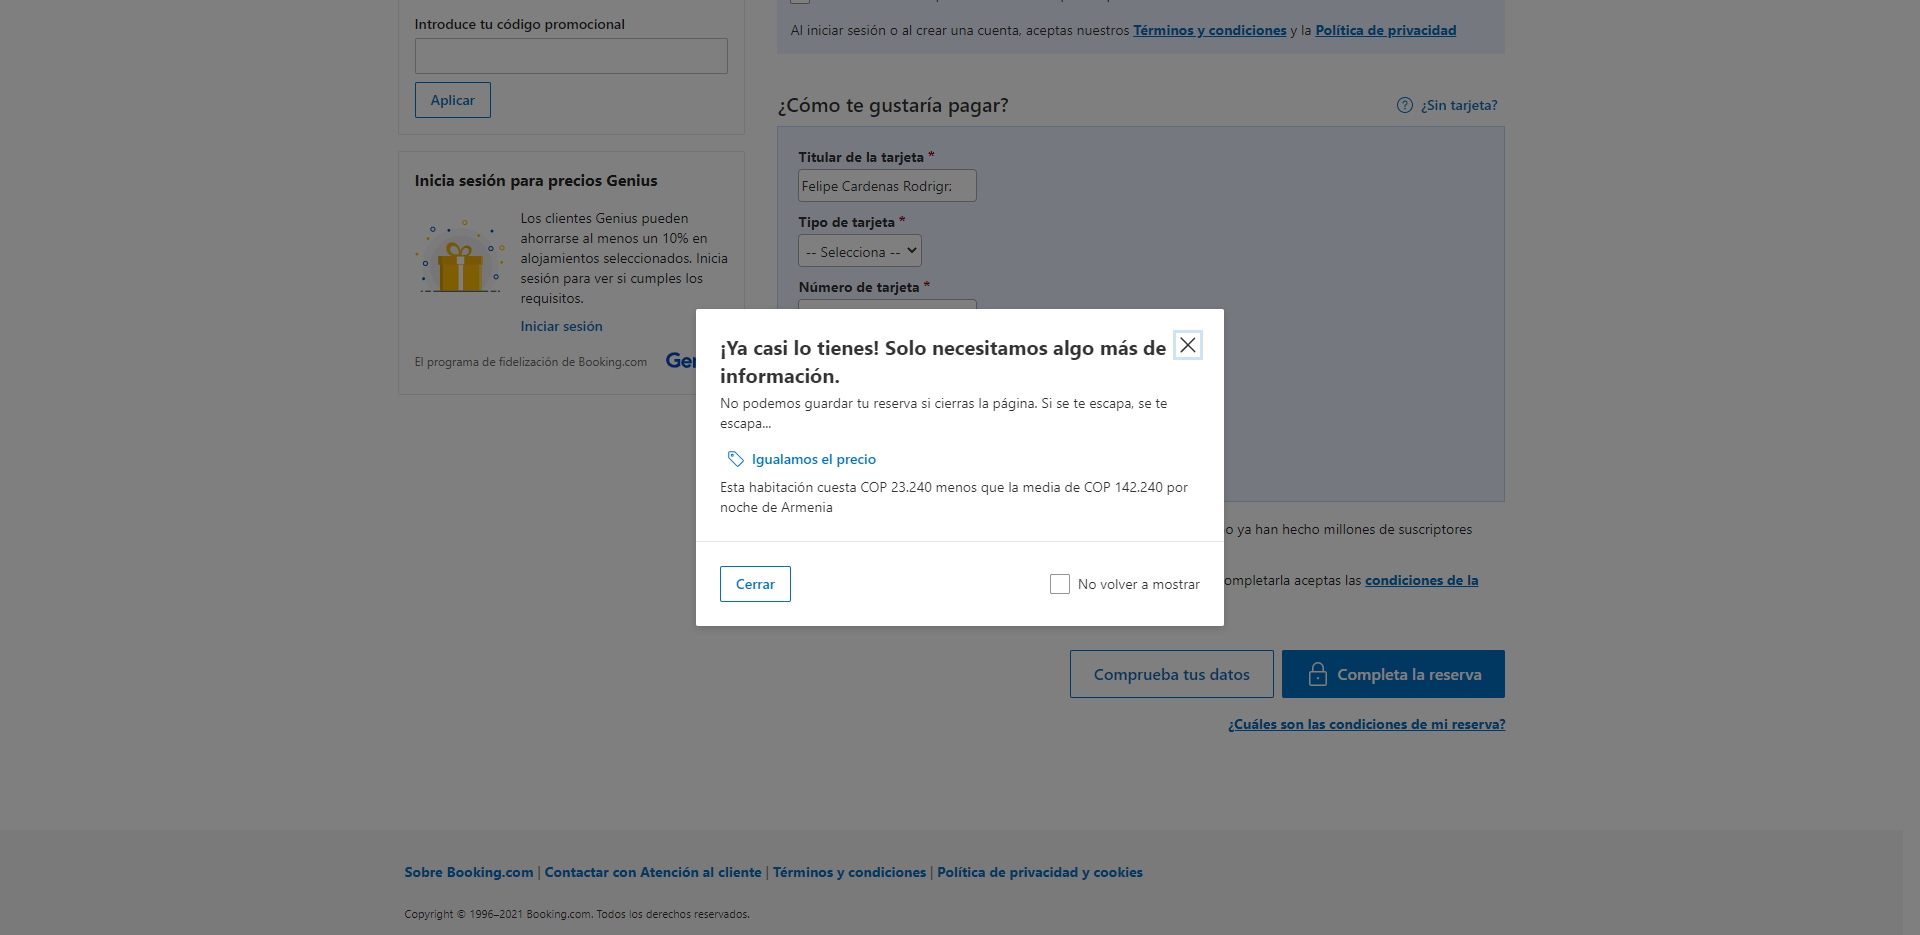 Introduce tu código promocional
Aplicar
Inicia sesión para precios Genius
Los clientes Genius pueden
ahorrarse al menos un 10% en
alojamientos seleccionados. Inicia
sesión para ver si cumples los
requisitos.
Iniciar sesión
El programa de fidelización de Booking.com
Al iniciar sesión o al crear una cuenta, aceptas nuestros Términos y condiciones y la Política de privacidad
¿Cómo te gustaría pagar?
¿Sin tarjeta?
Titular de la tarjeta *
Felipe Cardenas Rodrigr
Tipo de tarjeta *
-- Selecciona --
Número de tarjeta *
¡Ya casi lo tienes! Solo necesitamos algo más de
información.
No podemos guardar tu reserva si cierras la página. Si se te escapa, se te
escapa...
Igualamos el precio
Esta habitación cuesta COP 23.240 menos que la media de COP 142.240 por
noche de Armenia
Cerrar
No volver a mostrar
o ya han hecho millones de suscriptores
ompletarla aceptas las condiciones de la
Comprueba tus datos
Completa la reserva
¿Cuáles son las condiciones de mi reserva?
Sobre Booking.com | Contactar con Atención al cliente | Términos y condiciones | Política de privacidad y cookies
Copyright © 1996–2021 Booking.com. Todos los derechos reservados.